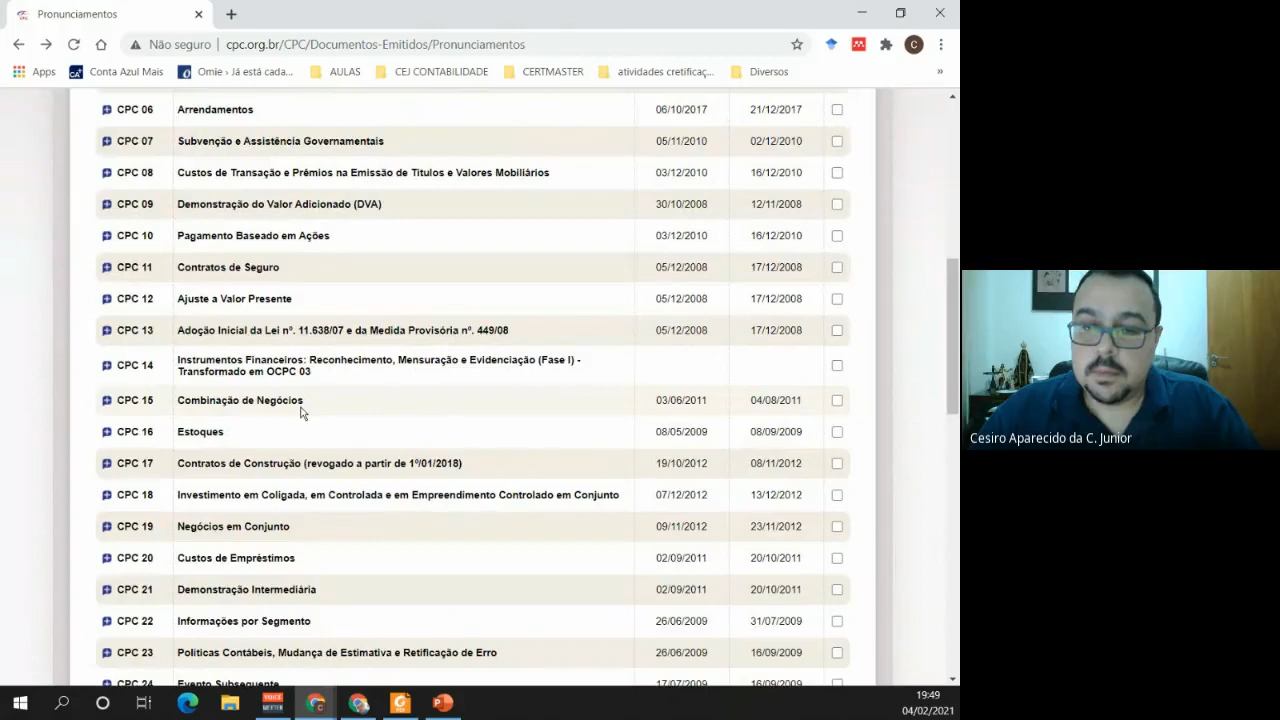 Pronunciamentos
Não seguro | cpc.org.br/CPC/Documentos-Emitidos/Pronunciamentos
C
Apps
Conta Azul Mais
Omie › Já está cada...
AULAS
CEJ CONTABILIDADE
CERTMASTER
atividades cretificaç...
Diversos
»
CPC 06 Arrendamentos 06/10/2017 21/12/2017
CPC 07 Subvenção e Assistência Governamentais 05/11/2010 02/12/2010
CPC 08 Custos de Transação e Prêmios na Emissão de Títulos e Valores Mobiliários 03/12/2010 16/12/2010
CPC 09 Demonstração do Valor Adicionado (DVA) 30/10/2008 12/11/2008
CPC 10 Pagamento Baseado em Ações 03/12/2010 16/12/2010
CPC 11 Contratos de Seguro 05/12/2008 17/12/2008
CPC 12 Ajuste a Valor Presente 05/12/2008 17/12/2008
CPC 13 Adoção Inicial da Lei nº. 11.638/07 e da Medida Provisória nº. 449/08 05/12/2008 17/12/2008
CPC 14 Instrumentos Financeiros: Reconhecimento, Mensuração e Evidenciação (Fase I) -
Transformado em OCPC 03
CPC 15 Combinação de Negócios 03/06/2011 04/08/2011
CPC 16 Estoques 08/05/2009 08/09/2009
CPC 17 Contratos de Construção (revogado a partir de 1º/01/2018) 19/10/2012 08/11/2012
CPC 18 Investimento em Coligada, em Controlada e em Empreendimento Controlado em Conjunto 07/12/2012 13/12/2012
CPC 19 Negócios em Conjunto 09/11/2012 23/11/2012
CPC 20 Custos de Empréstimos 02/09/2011 20/10/2011
CPC 21 Demonstração Intermediária 02/09/2011 20/10/2011
CPC 22 Informações por Segmento 26/06/2009 31/07/2009
CPC 23 Políticas Contábeis, Mudança de Estimativa e Retificação de Erro 26/06/2009 16/09/2009
CPC 24 Evento Subsequente 17/07/2009 16/09/2009
Cesiro Aparecido da C. Junior
19:49
04/02/2021